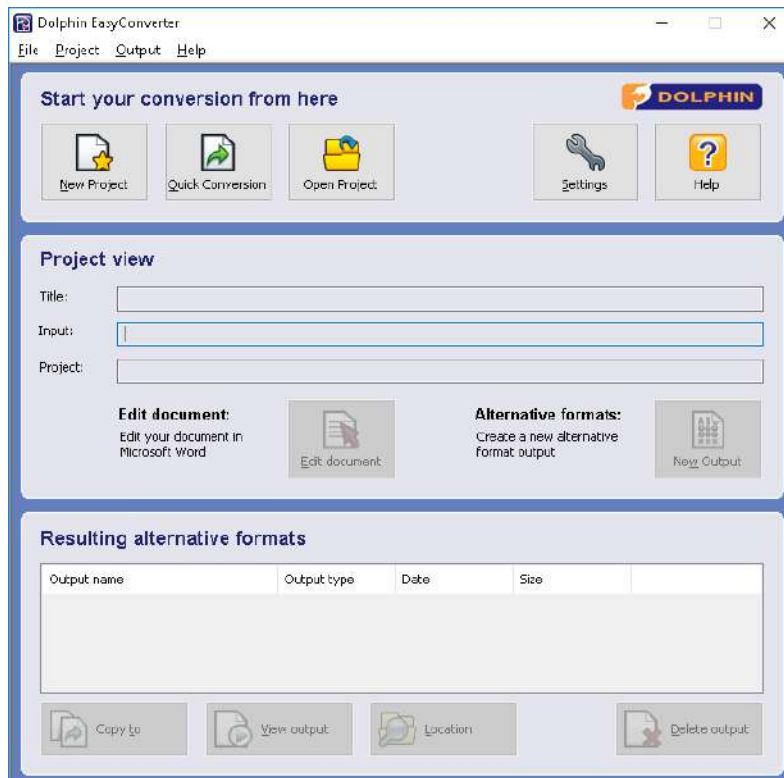 Dolphin EasyConverter
File Project Output Help
Start your conversion from here
DOLPHIN
New Project
Quick Conversion
Open Project
Settings
?
Help
Project view
Title:
Input:
Project:
Edit document:
Edit your document in
Microsoft Word
Edit document
Alternative formats:
Create a new alternative
format output
New Output
Resulting alternative formats
Output name Output type Date Size
Copy to
View output
Location
Delete output